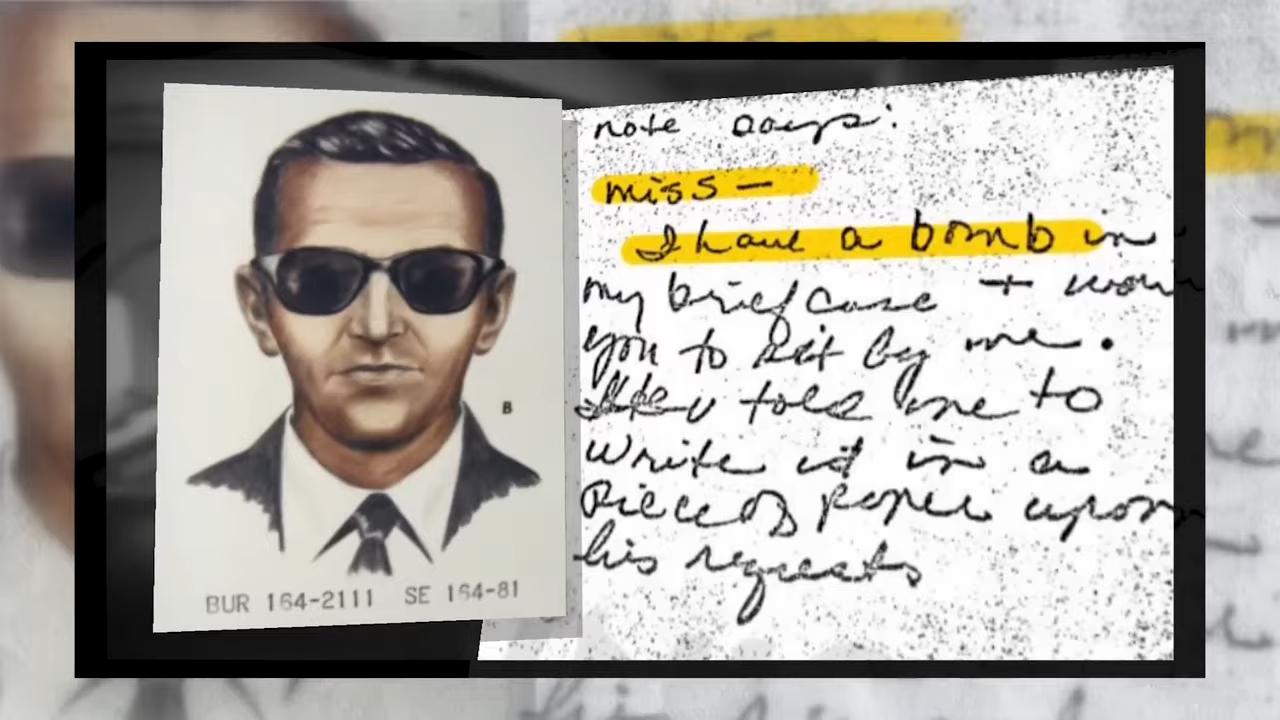 B
BUR 164-2111 SE 164-81
note says:
miss —
I have a bomb in
my briefcase + wou
you to sit by me.
told me to
write it in a
piece of paper upon
his requests